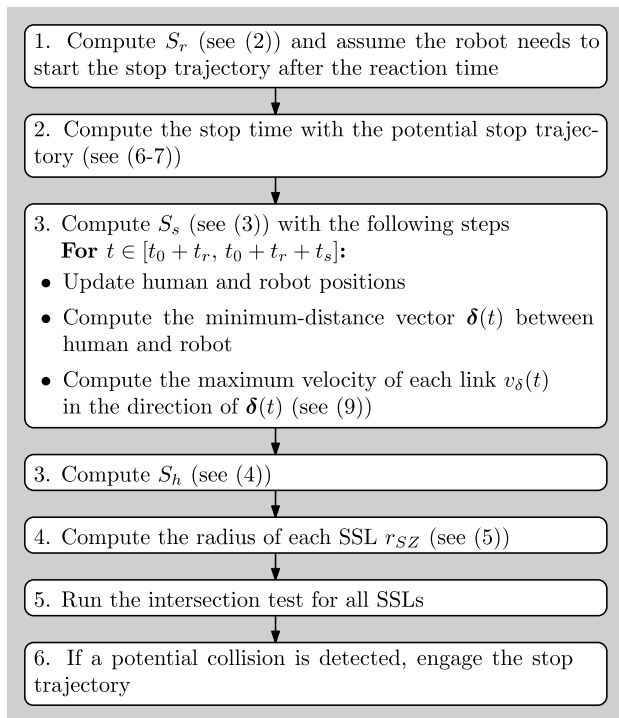 1. Compute S_r (see (2)) and assume the robot needs to
start the stop trajectory after the reaction time
2. Compute the stop time with the potential stop trajec-
tory (see (6-7))
3. Compute S_s (see (3)) with the following steps
For t ∈ [t_0 + t_r, t_0 + t_r + t_s]:
• Update human and robot positions
• Compute the minimum-distance vector δ(t) between
human and robot
• Compute the maximum velocity of each link v_δ(t)
in the direction of δ(t) (see (9))
3. Compute S_h (see (4))
4. Compute the radius of each SSL r_SZ (see (5))
5. Run the intersection test for all SSLs
6. If a potential collision is detected, engage the stop
trajectory